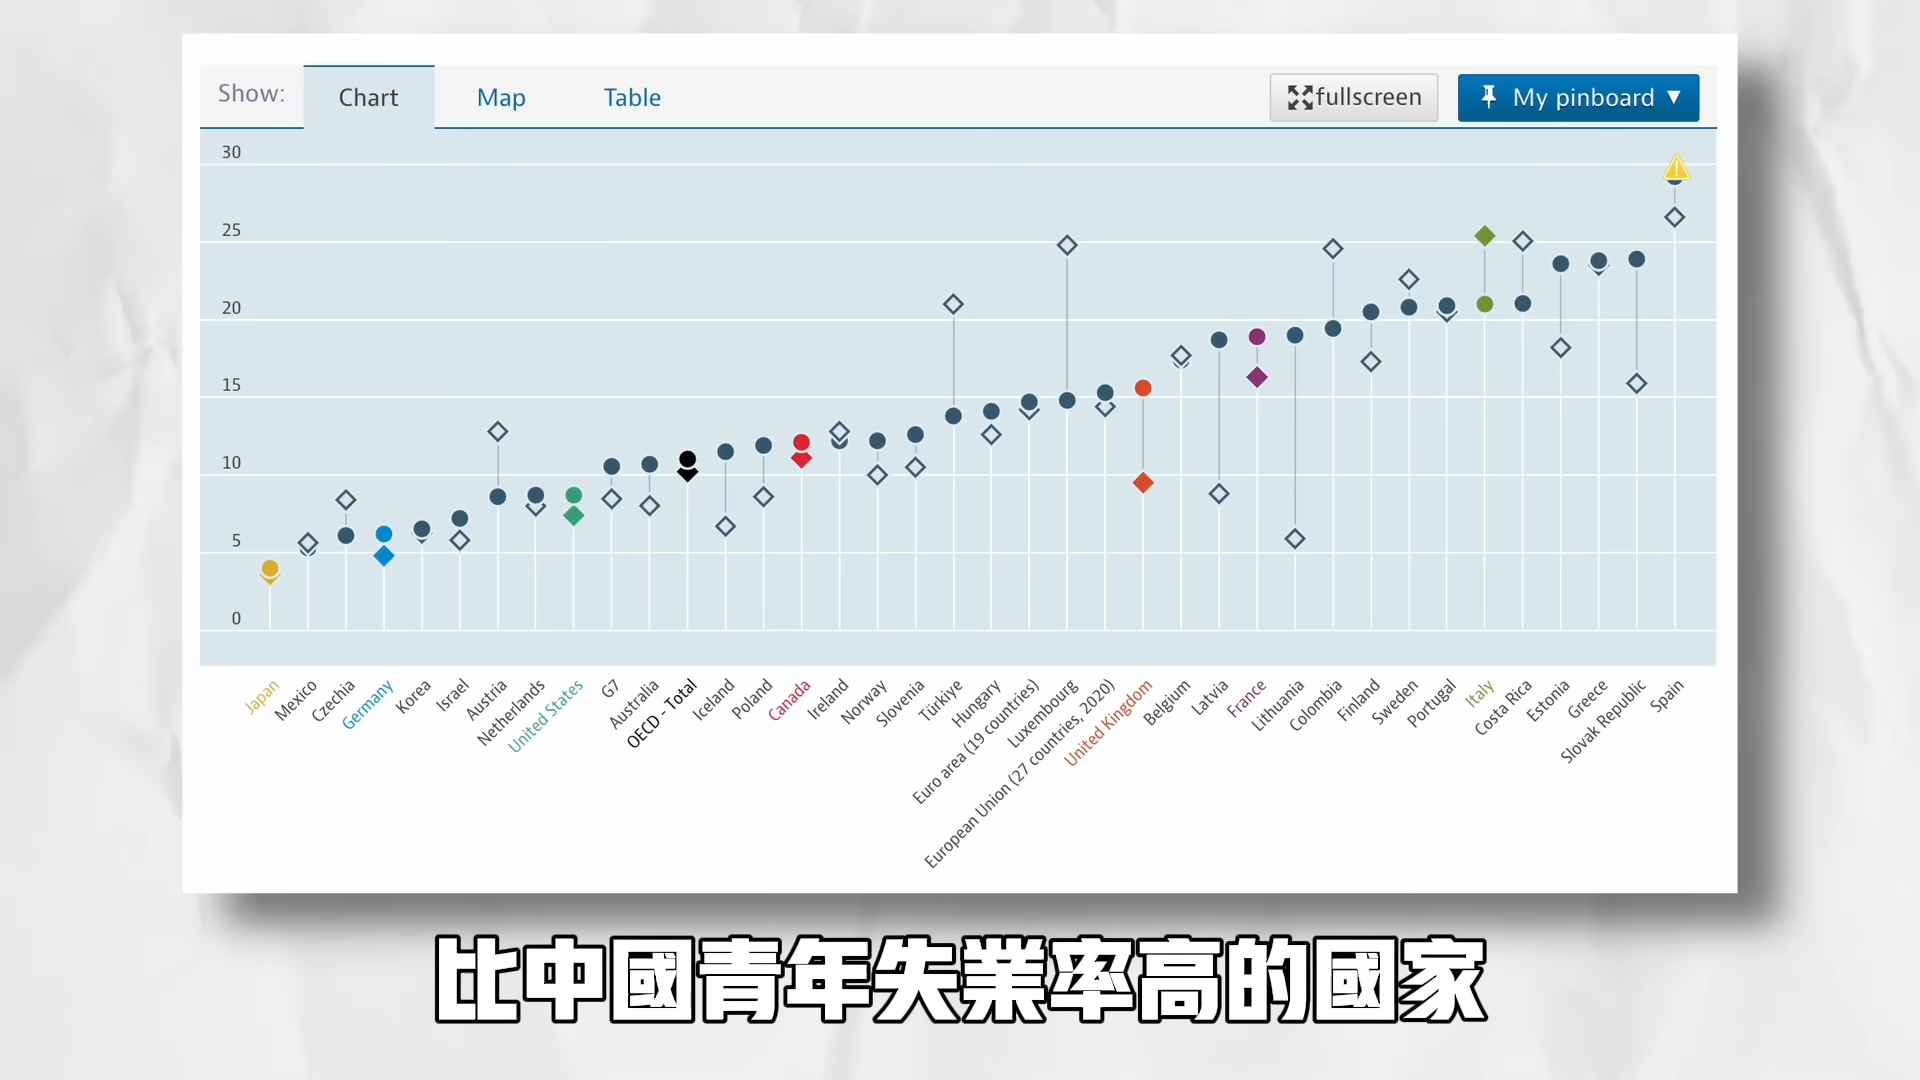 Show:
Chart
Map
Table
fullscreen
My pinboard ▼
30
25
20
15
10
5
0
Japan
Mexico
Czechia
Germany
Korea
Israel
Austria
Netherlands
United States
G7
Australia
OECD - Total
Iceland
Poland
Canada
Ireland
Norway
Slovenia
Türkiye
Hungary
Euro area (19 countries)
Luxembourg
European Union (27 countries, 2020)
United Kingdom
Belgium
Latvia
France
Lithuania
Colombia
Finland
Sweden
Portugal
Italy
Costa Rica
Estonia
Greece
Slovak Republic
Spain
比中國青年失業率高的國家